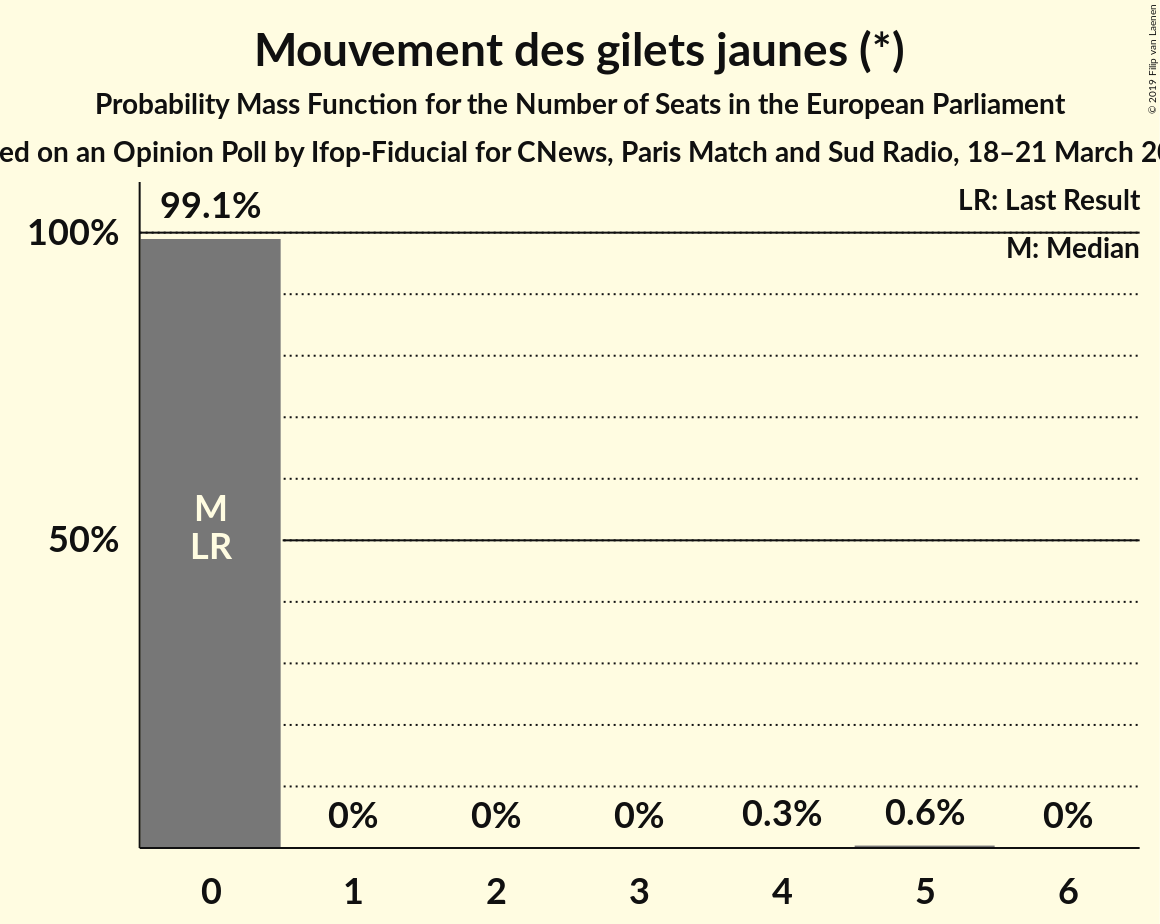 Mouvement des gilets jaunes (*)
Probability Mass Function for the Number of Seats in the European Parliament
on an Opinion Poll by Ifop-Fiducial for CNews, Paris Match and Sud Radio, 18–21 March
© 2019 Filip van Laenen
LR: Last Result
M: Median
99.1%
100%
50%
M
LR
0% 0% 0% 0.3% 0.6% 0%
0 1 2 3 4 5 6